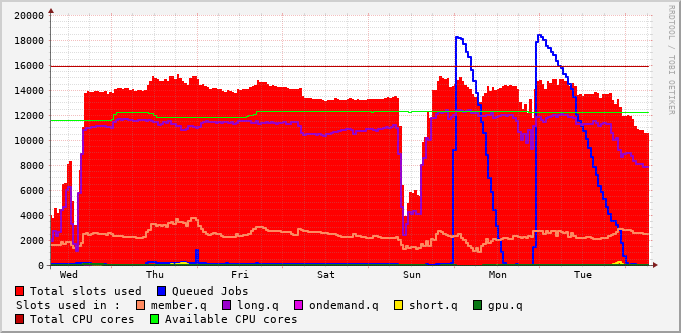 RRDTOOL / TOBI OETIKER
20000
18000
16000
14000
12000
10000
8000
6000
4000
2000
0
Wed Thu Fri Sat Sun Mon Tue
Total slots used Queued Jobs
Slots used in : member.q long.q ondemand.q short.q gpu.q
Total CPU cores Available CPU cores